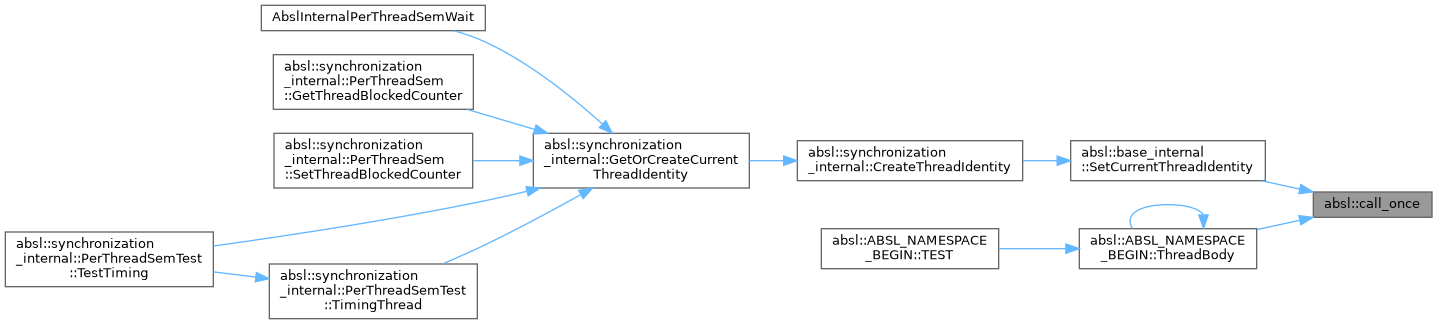 AbslInternalPerThreadSemWait
absl::synchronization
_internal::PerThreadSem
::GetThreadBlockedCounter
absl::synchronization
_internal::PerThreadSem
::SetThreadBlockedCounter
absl::synchronization
_internal::PerThreadSemTest
::TestTiming
absl::synchronization
_internal::PerThreadSemTest
::TimingThread
absl::synchronization
_internal::GetOrCreateCurrent
ThreadIdentity
absl::synchronization
_internal::CreateThreadIdentity
absl::base_internal
::SetCurrentThreadIdentity
absl::call_once
absl::ABSL_NAMESPACE
_BEGIN::TEST
absl::ABSL_NAMESPACE
_BEGIN::ThreadBody